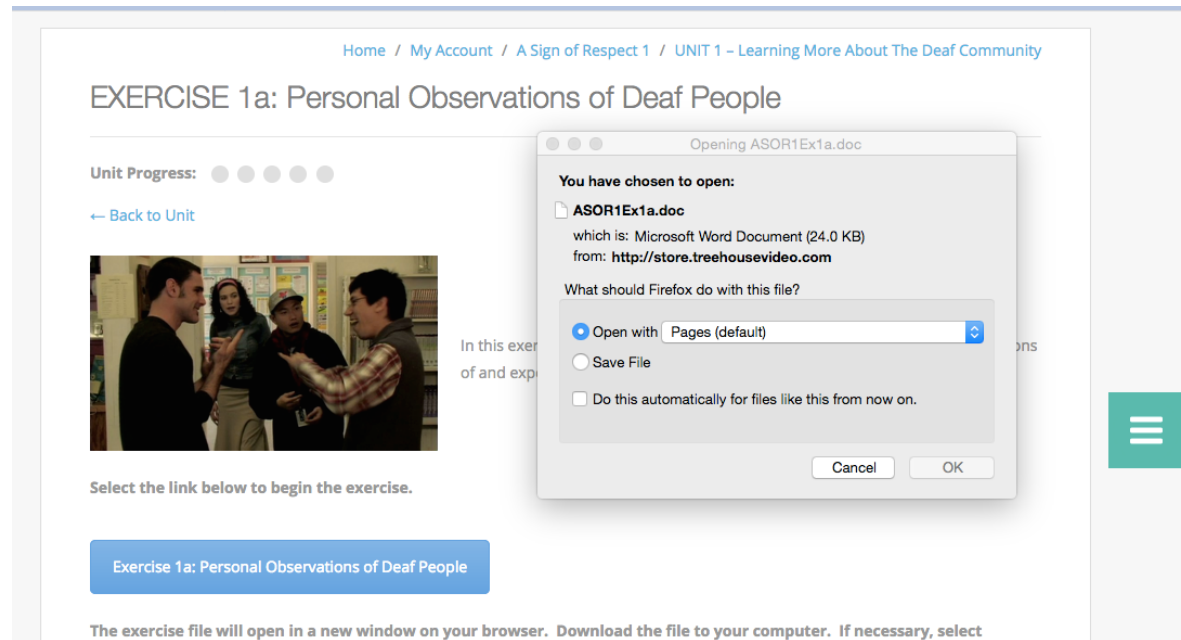 Home / My Account / A Sign of Respect 1 / UNIT 1 – Learning More About The Deaf Community
EXERCISE 1a: Personal Observations of Deaf People
Opening ASOR1Ex1a.doc
Unit Progress:
You have chosen to open:
← Back to Unit
ASOR1Ex1a.doc
which is: Microsoft Word Document (24.0 KB)
from: http://store.treehousevideo.com
What should Firefox do with this file?
Open with Pages (default)
Save File
Do this automatically for files like this from now on.
Cancel OK
In this
of and
Select the link below to begin the exercise.
Exercise 1a: Personal Observations of Deaf People
The exercise file will open in a new window on your browser. Download the file to your computer. If necessary, select